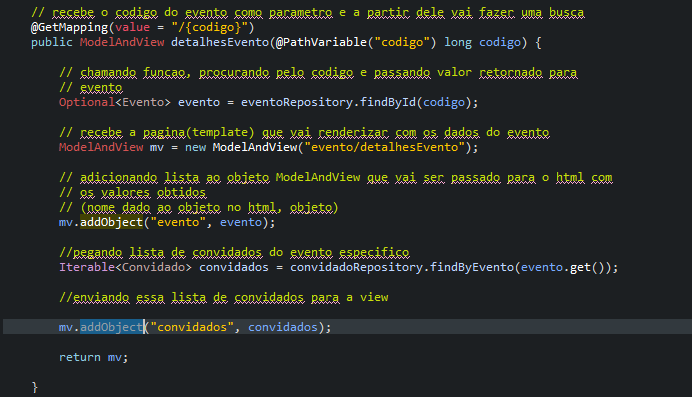 // recebe o codigo do evento como parametro e a partir dele vai fazer uma busca
@GetMapping(value = "/{codigo}")
public ModelAndView detalhesEvento(@PathVariable("codigo") long codigo) {
// chamando funcao, procurando pelo codigo e passando valor retornado para
// evento
Optional<Evento> evento = eventoRepository.findById(codigo);
// recebe a pagina(template) que vai renderizar com os dados do evento
ModelAndView mv = new ModelAndView("evento/detalhesEvento");
// adicionando lista ao objeto ModelAndView que vai ser passado para o html com
// os valores obtidos
// (nome dado ao objeto no html, objeto)
mv.addObject("evento", evento);
//pegando lista de convidados do evento especifico
Iterable<Convidado> convidados = convidadoRepository.findByEvento(evento.get());
//enviando essa lista de convidados para a view
mv.addObject("convidados", convidados);
return mv;
}